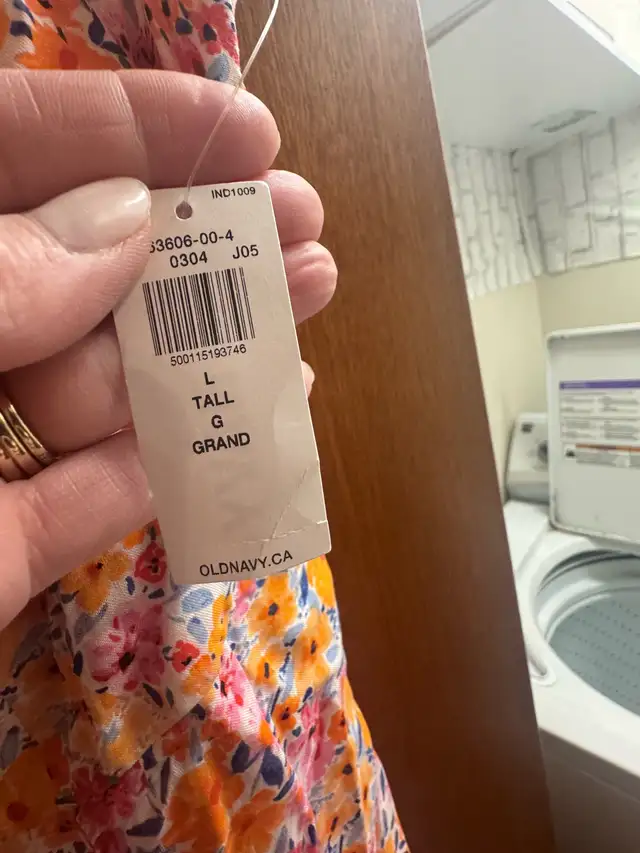 IND1009
53606-00-4
0304 J05
500115193746
L
TALL
G
GRAND
OLDNAVY.CA